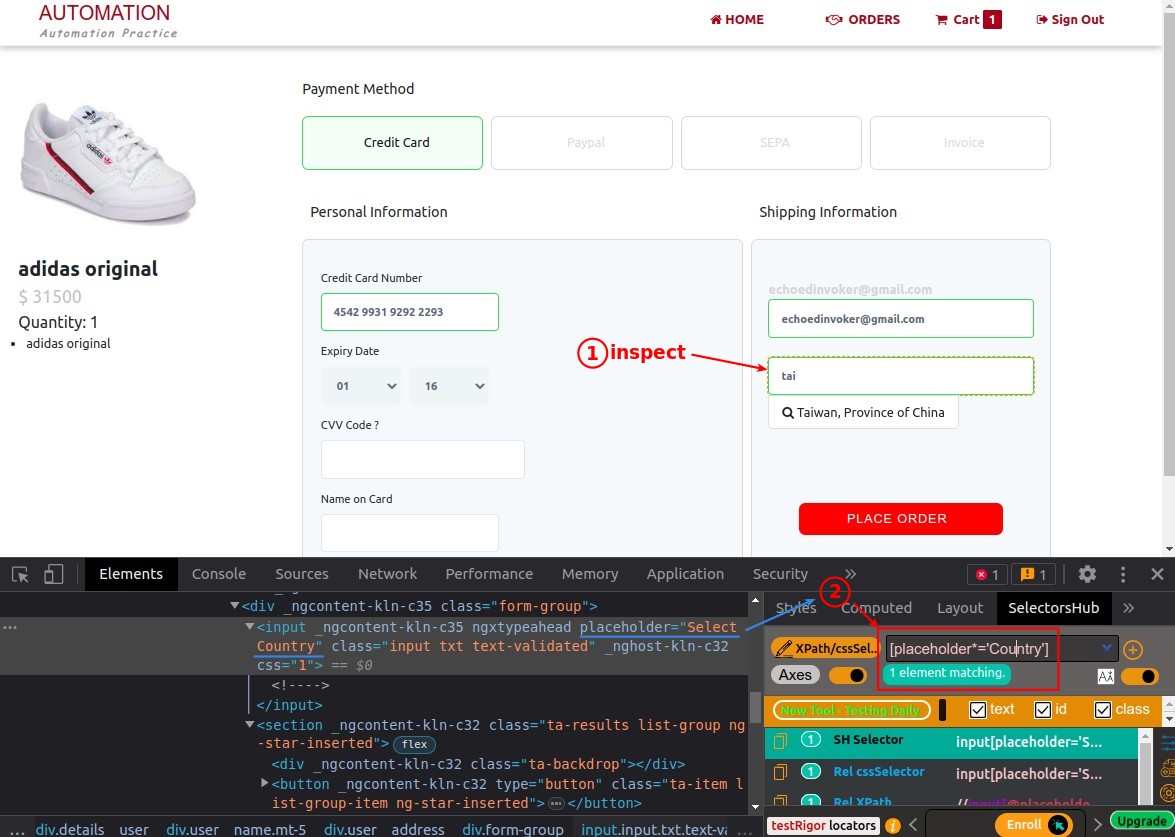 AUTOMATION
Automation Practice
HOME
ORDERS
Cart 1
Sign Out
Payment Method
Credit Card
Paypal
SEPA
Invoice
Personal Information
Shipping Information
adidas
adidas original
$ 31500
Quantity: 1
adidas original
Credit Card Number
4542 9931 9292 2293
Expiry Date
01
16
CVV Code ?
Name on Card
echoedinvoker@gmail.com
echoedinvoker@gmail.com
1 inspect
tai
Taiwan, Province of China
PLACE ORDER
Elements
Console
Sources
Network
Performance
Memory
Application
Security
»
1
1
<div _ngcontent-kln-c35 class="form-group">
<input _ngcontent-kln-c35 ngxtypeahead placeholder="Select
Country" class="input txt text-validated" _nghost-kln-c32
css="1"> == $0
<!---->
</input>
<section _ngcontent-kln-c32 class="ta-results list-group ng
-star-inserted"> flex
<div _ngcontent-kln-c32 class="ta-backdrop"></div>
<button _ngcontent-kln-c32 type="button" class="ta-item l
ist-group-item ng-star-inserted"> … </button>
… div.details user div.user name.mt-5 div.user address div.form-group input.input.txt.text-va …
2
Styles
Computed
Layout
SelectorsHub
»
XPath/cssSel...
[placeholder*='Country']
1 element matching.
Axes
New Tool - Testing Daily
text
id
class
1 SH Selector input[placeholder='S...
1 Rel cssSelector input[placeholder='S...
1 Rel XPath //input[@placeholde
testRigor locators
Enroll
Upgrade